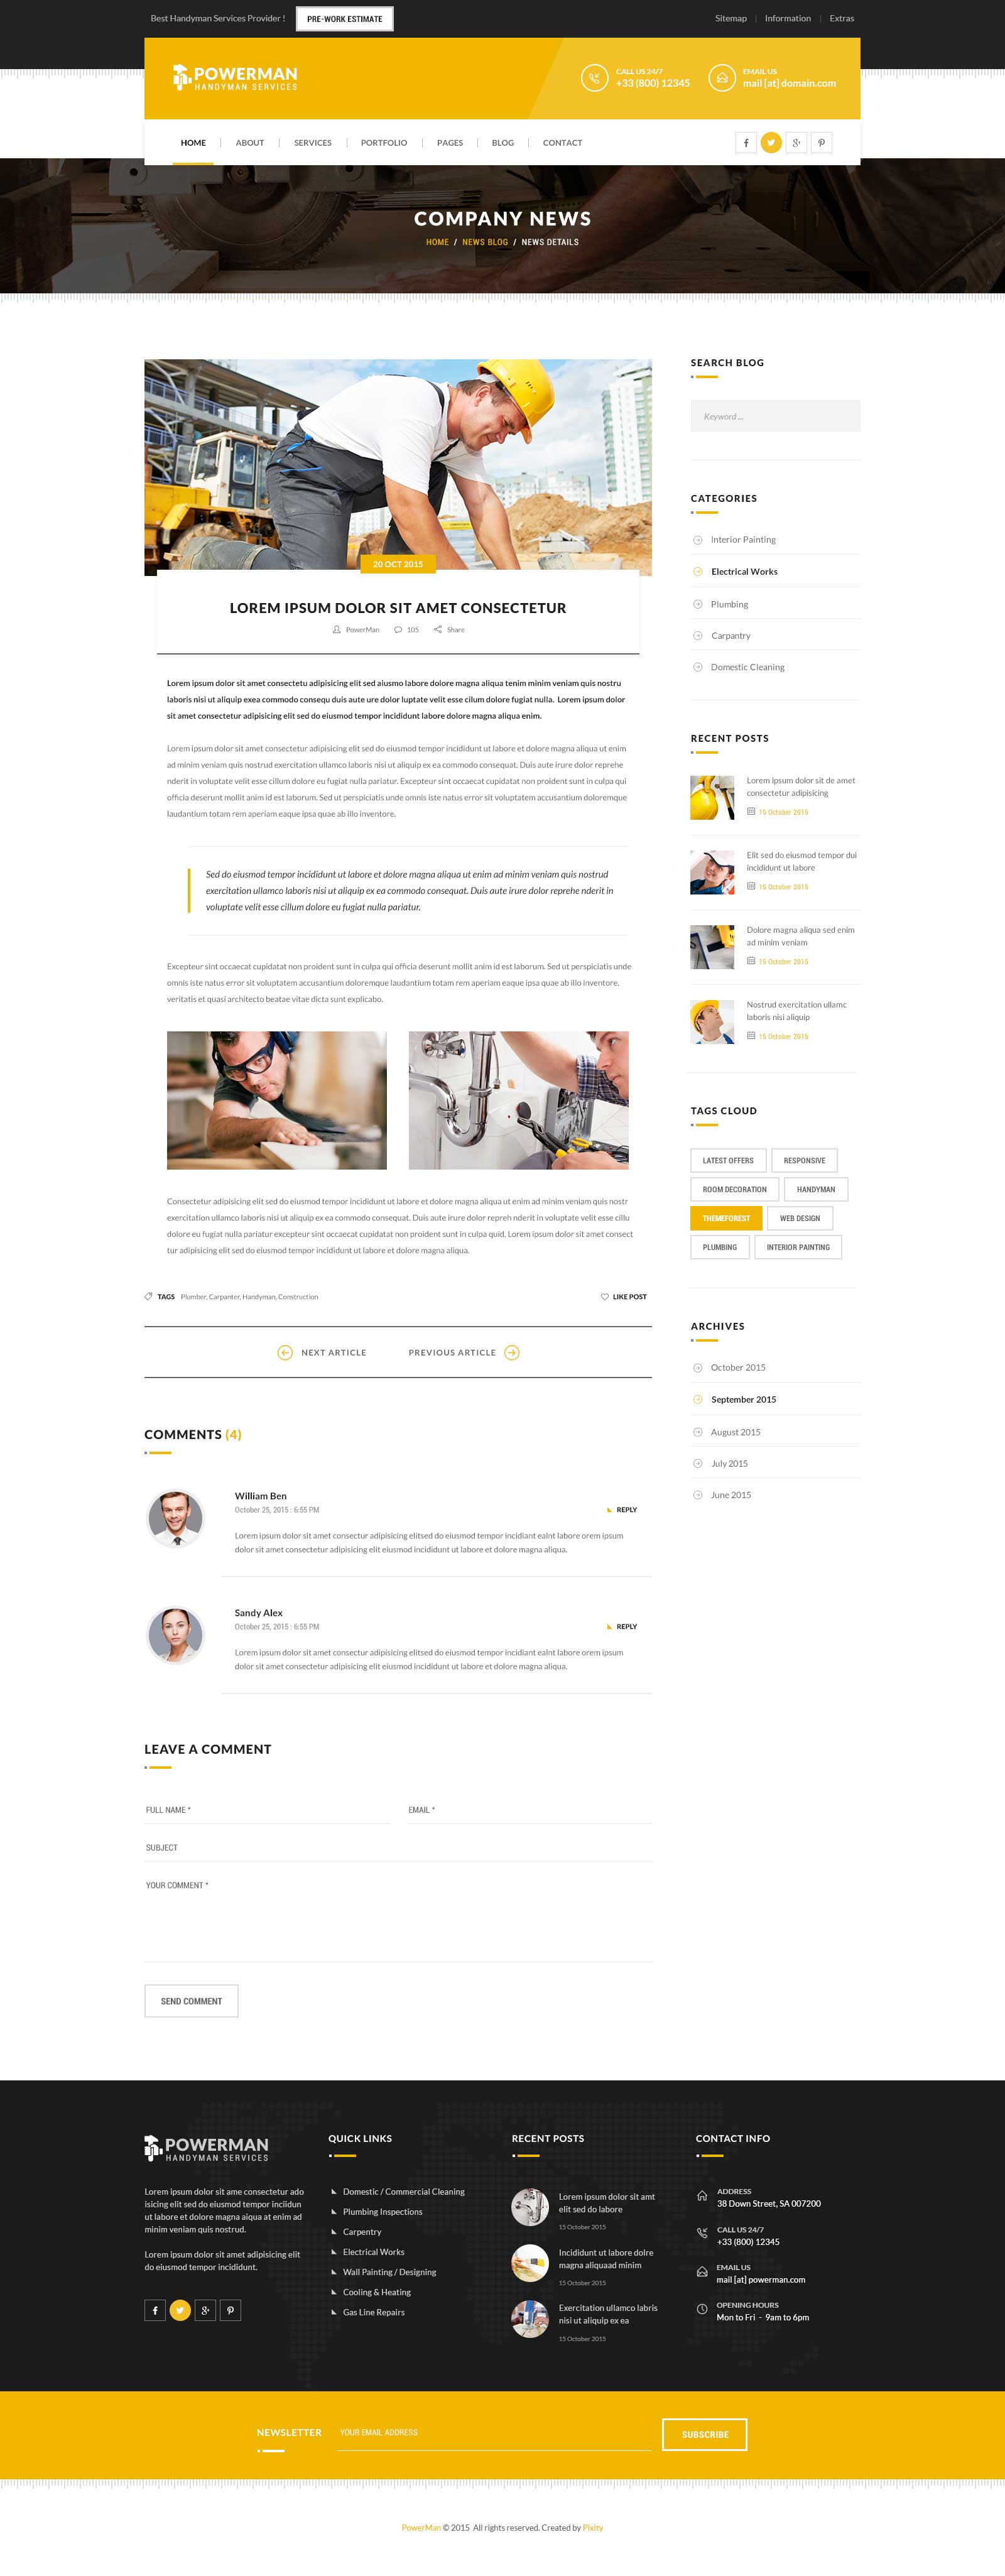 Best Handyman Services Provider !
PRE-WORK ESTIMATE
Sitemap | Information | Extras
POWERMAN
HANDYMAN SERVICES
CALL US 24/7
+33 (800) 12345
EMAIL US
mail [at] domain.com
HOME | ABOUT | SERVICES | PORTFOLIO | PAGES | BLOG | CONTACT
COMPANY NEWS
HOME / NEWS BLOG / NEWS DETAILS
20 OCT 2015
LOREM IPSUM DOLOR SIT AMET CONSECTETUR
PowerMan 105 Share
Lorem ipsum dolor sit amet consectetu adipisicing elit sed aiusmo labore dolore magna aliqua tenim minim veniam quis nostru
laboris nisi ut aliquip exea commodo consequ duis aute ure dolor luptate velit esse cilum dolore fugiat nulla.  Lorem ipsum dolor
sit amet consectetur adipisicing elit sed do eiusmod tempor incididunt labore dolore magna aliqua enim.
Lorem ipsum dolor sit amet consectetur adipisicing elit sed do eiusmod tempor incididunt ut labore et dolore magna aliqua ut enim
ad minim veniam quis nostrud exercitation ullamco laboris nisi ut aliquip ex ea commodo consequat. Duis aute irure dolor reprehe
nderit in voluptate velit esse cillum dolore eu fugiat nulla pariatur. Excepteur sint occaecat cupidatat non proident sunt in culpa qui
officia deserunt mollit anim id est laborum. Sed ut perspiciatis unde omnis iste natus error sit voluptatem accusantium doloremque
laudantium totam rem aperiam eaque ipsa quae ab illo inventore.
Sed do eiusmod tempor incididunt ut labore et dolore magna aliqua ut enim ad minim veniam quis nostrud
exercitation ullamco laboris nisi ut aliquip ex ea commodo consequat. Duis aute irure dolor reprehe nderit in
voluptate velit esse cillum dolore eu fugiat nulla pariatur.
Excepteur sint occaecat cupidatat non proident sunt in culpa qui officia deserunt mollit anim id est laborum. Sed ut perspiciatis unde
omnis iste natus error sit voluptatem accusantium doloremque laudantium totam rem aperiam eaque ipsa quae ab illo inventore.
veritatis et quasi architecto beatae vitae dicta sunt explicabo.
Consectetur adipisicing elit sed do eiusmod tempor incididunt ut labore et dolore magna aliqua ut enim ad minim veniam quis nostr
exercitation ullamco laboris nisi ut aliquip ex ea commodo consequat. Duis aute irure dolor repreh nderit in voluptate velit esse cillu
dolore eu fugiat nulla pariatur excepteur sint occaecat cupidatat non proident sunt in culpa quid. Lorem ipsum dolor sit amet consect
tur adipisicing elit sed do eiusmod tempor incididunt ut labore et dolore magna aliqua.
TAGS Plumber, Carpanter, Handyman, Construction
LIKE POST
NEXT ARTICLE
PREVIOUS ARTICLE
COMMENTS (4)
William Ben
October 25, 2015 : 6:55 PM
REPLY
Lorem ipsum dolor sit amet consectetur adipisicing elitsed do eiusmod tempor incidiant ealnt labore orem ipsum
dolor sit amet consectetur adipisicing elit eiusmod incididunt ut labore et dolore magna aliqua.
Sandy Alex
October 25, 2015 : 6:55 PM
REPLY
Lorem ipsum dolor sit amet consectetur adipisicing elitsed do eiusmod tempor incidiant ealnt labore orem ipsum
dolor sit amet consectetur adipisicing elit eiusmod incididunt ut labore et dolore magna aliqua.
LEAVE A COMMENT
FULL NAME *
EMAIL *
SUBJECT
YOUR COMMENT *
SEND COMMENT
SEARCH BLOG
Keyword ...
CATEGORIES
Interior Painting
Electrical Works
Plumbing
Carpantry
Domestic Cleaning
RECENT POSTS
Lorem ipsum dolor sit de amet
consectetur adipisicing
15 October 2015
Elit sed do eiusmod tempor dui
incididunt ut labore
15 October 2015
Dolore magna aliqua sed enim
ad minim veniam
15 October 2015
Nostrud exercitation ullamc
laboris nisi aliquip
15 October 2015
TAGS CLOUD
LATEST OFFERS
RESPONSIVE
ROOM DECORATION
HANDYMAN
THEMEFOREST
WEB DESIGN
PLUMBING
INTERIOR PAINTING
ARCHIVES
October 2015
September 2015
August 2015
July 2015
June 2015
POWERMAN
HANDYMAN SERVICES
Lorem ipsum dolor sit ame consectetur ado
isicing elit sed do eiusmod tempor inciidun
ut labore et dolore magna aiqua at enim ad
minim veniam quis nostrud.
Lorem ipsum dolor sit amet adipisicing elit
do eiusmod tempor incididunt.
QUICK LINKS
Domestic / Commercial Cleaning
Plumbing Inspections
Carpentry
Electrical Works
Wall Painting / Designing
Cooling & Heating
Gas Line Repairs
RECENT POSTS
Lorem ipsum dolor sit amt
elit sed do labore
15 October 2015
Incididunt ut labore dolre
magna aliquaad minim
15 October 2015
Exercitation ullamco labris
nisi ut aliquip ex ea
15 October 2015
CONTACT INFO
ADDRESS
38 Down Street, SA 007200
CALL US 24/7
+33 (800) 12345
EMAIL US
mail [at] powerman.com
OPENING HOURS
Mon to Fri  -  9am to 6pm
NEWSLETTER
YOUR EMAIL ADDRESS
SUBSCRIBE
PowerMan © 2015  All rights reserved. Created by Pixity